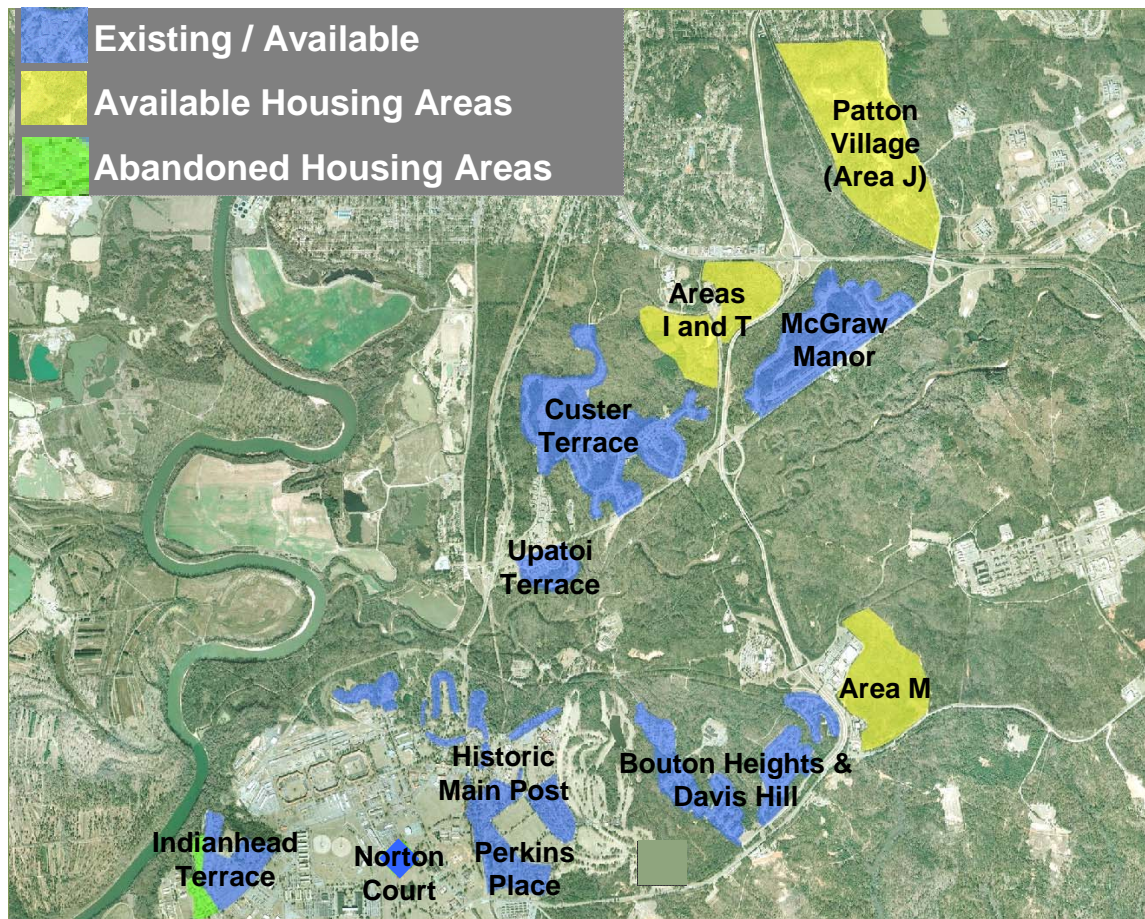 Existing / Available
Available Housing Areas
Abandoned Housing Areas
Patton
Village
(Area J)
Areas
I and T
McGraw
Manor
Custer
Terrace
Upatoi
Terrace
Area M
Historic
Main Post
Bouton Heights &
Davis Hill
Indianhead
Terrace
Norton
Court
Perkins
Place